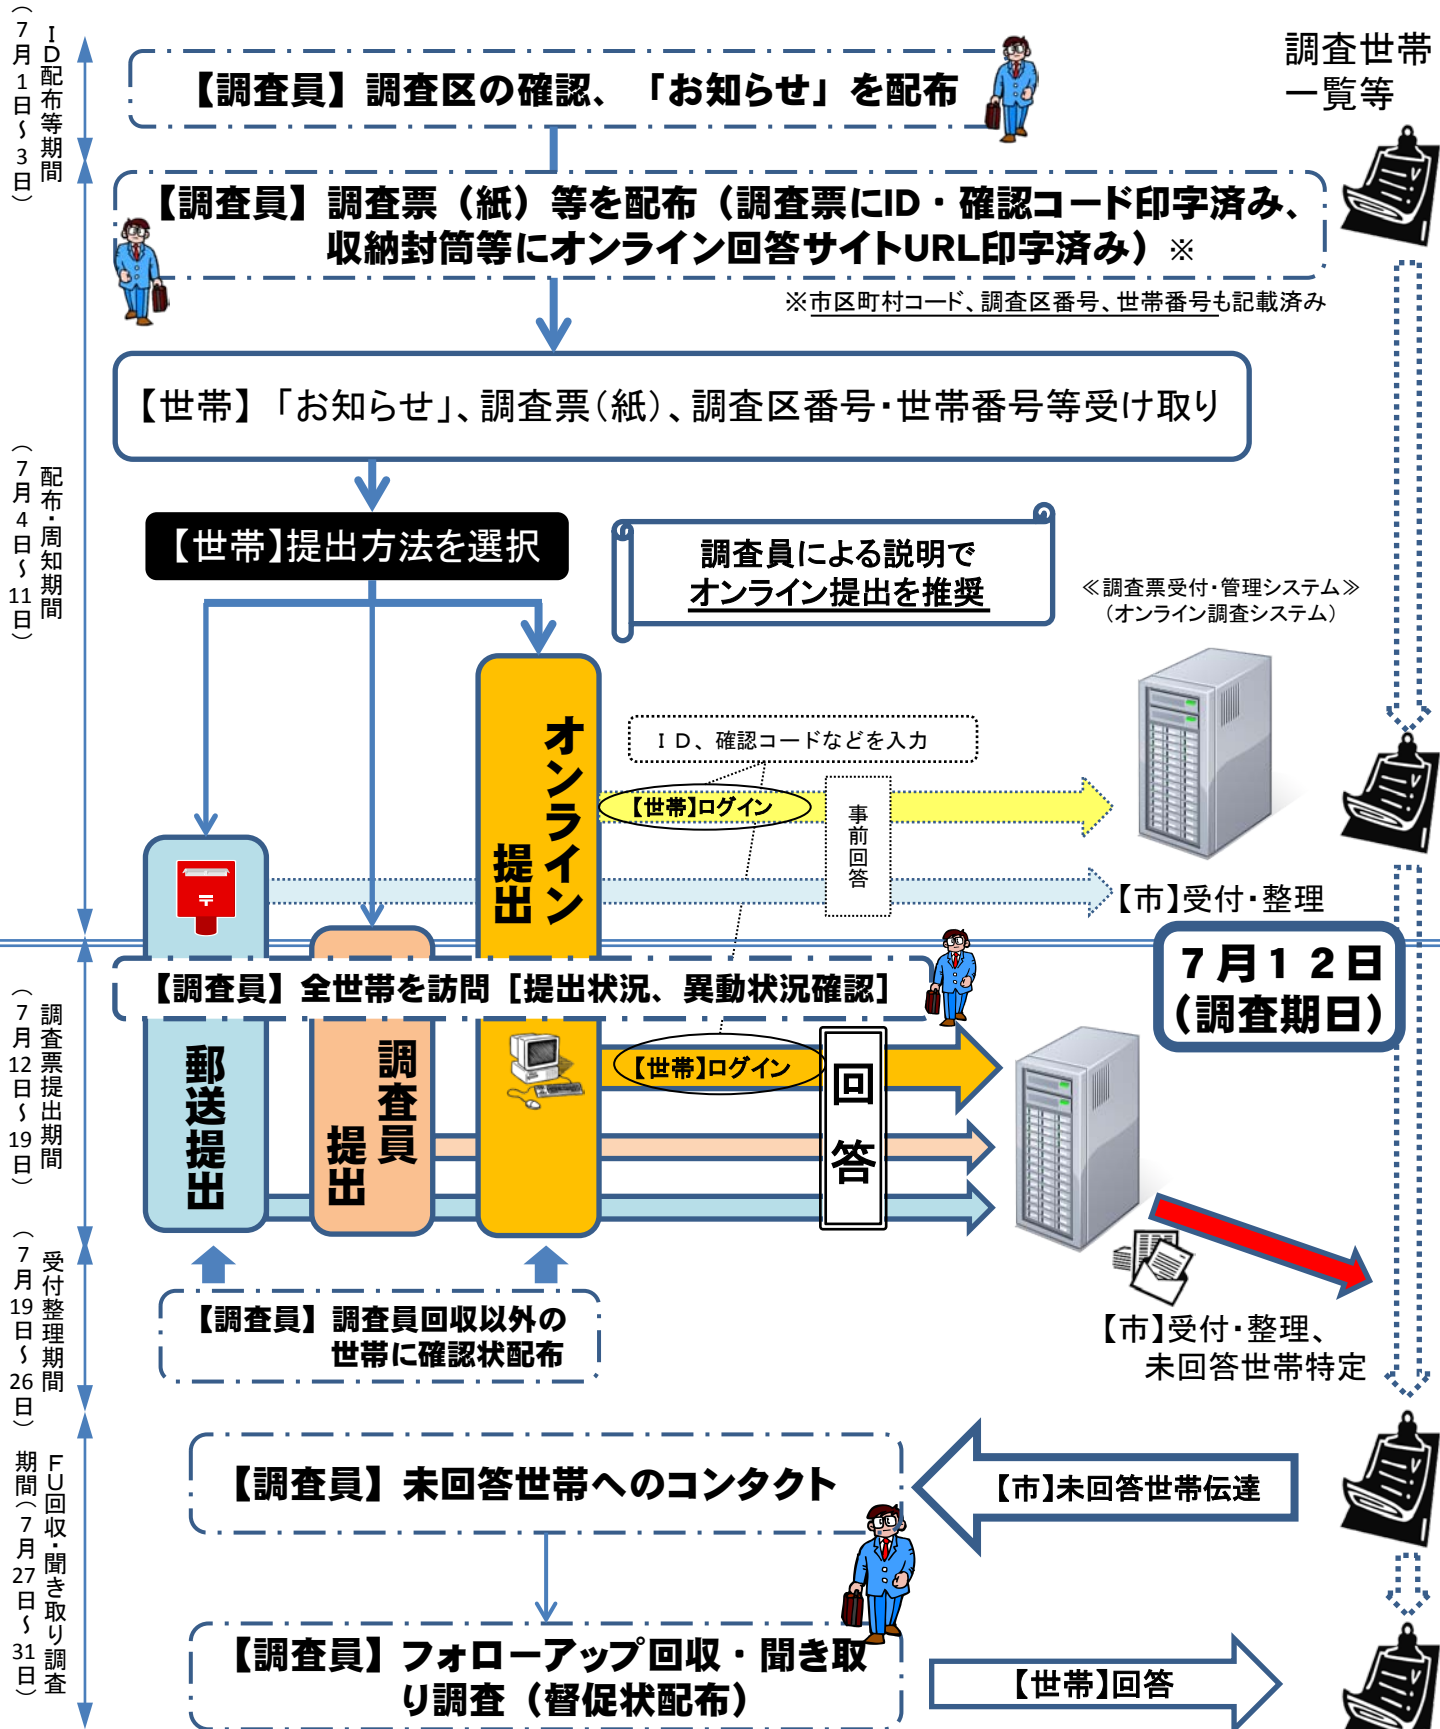 ＩＤ配布等期間
（７月１日～３日）
【調査員】調査区の確認、「お知らせ」を配布
調査世帯
一覧等
【調査員】調査票（紙）等を配布（調査票にID・確認コード印字済み、
収納封筒等にオンライン回答サイトURL印字済み）※
※市区町村コード、調査区番号、世帯番号も記載済み
【世帯】「お知らせ」、調査票（紙）、調査区番号・世帯番号等受け取り
配布・周知期間
（７月４日～11日）
【世帯】提出方法を選択
調査員による説明で
オンライン提出を推奨
≪調査票受付・管理システム≫
（オンライン調査システム）
オンライン
提出
ＩＤ、確認コードなどを入力
【世帯】ログイン
事前回答
〒
【市】受付・整理
７月１２日
（調査期日）
【調査員】全世帯を訪問［提出状況、異動状況確認］
調査票提出期間
（７月12日～19日）
郵送提出
調査員
提出
【世帯】ログイン
回答
受付整理期間
（７月19日～26日）
【調査員】調査員回収以外の
世帯に確認状配布
【市】受付・整理、
未回答世帯特定
ＦＵ回収・聞き取り調査
期間（７月27日～31日）
【調査員】未回答世帯へのコンタクト
【市】未回答世帯伝達
【調査員】フォローアップ回収・聞き取
り調査（督促状配布）
【世帯】回答